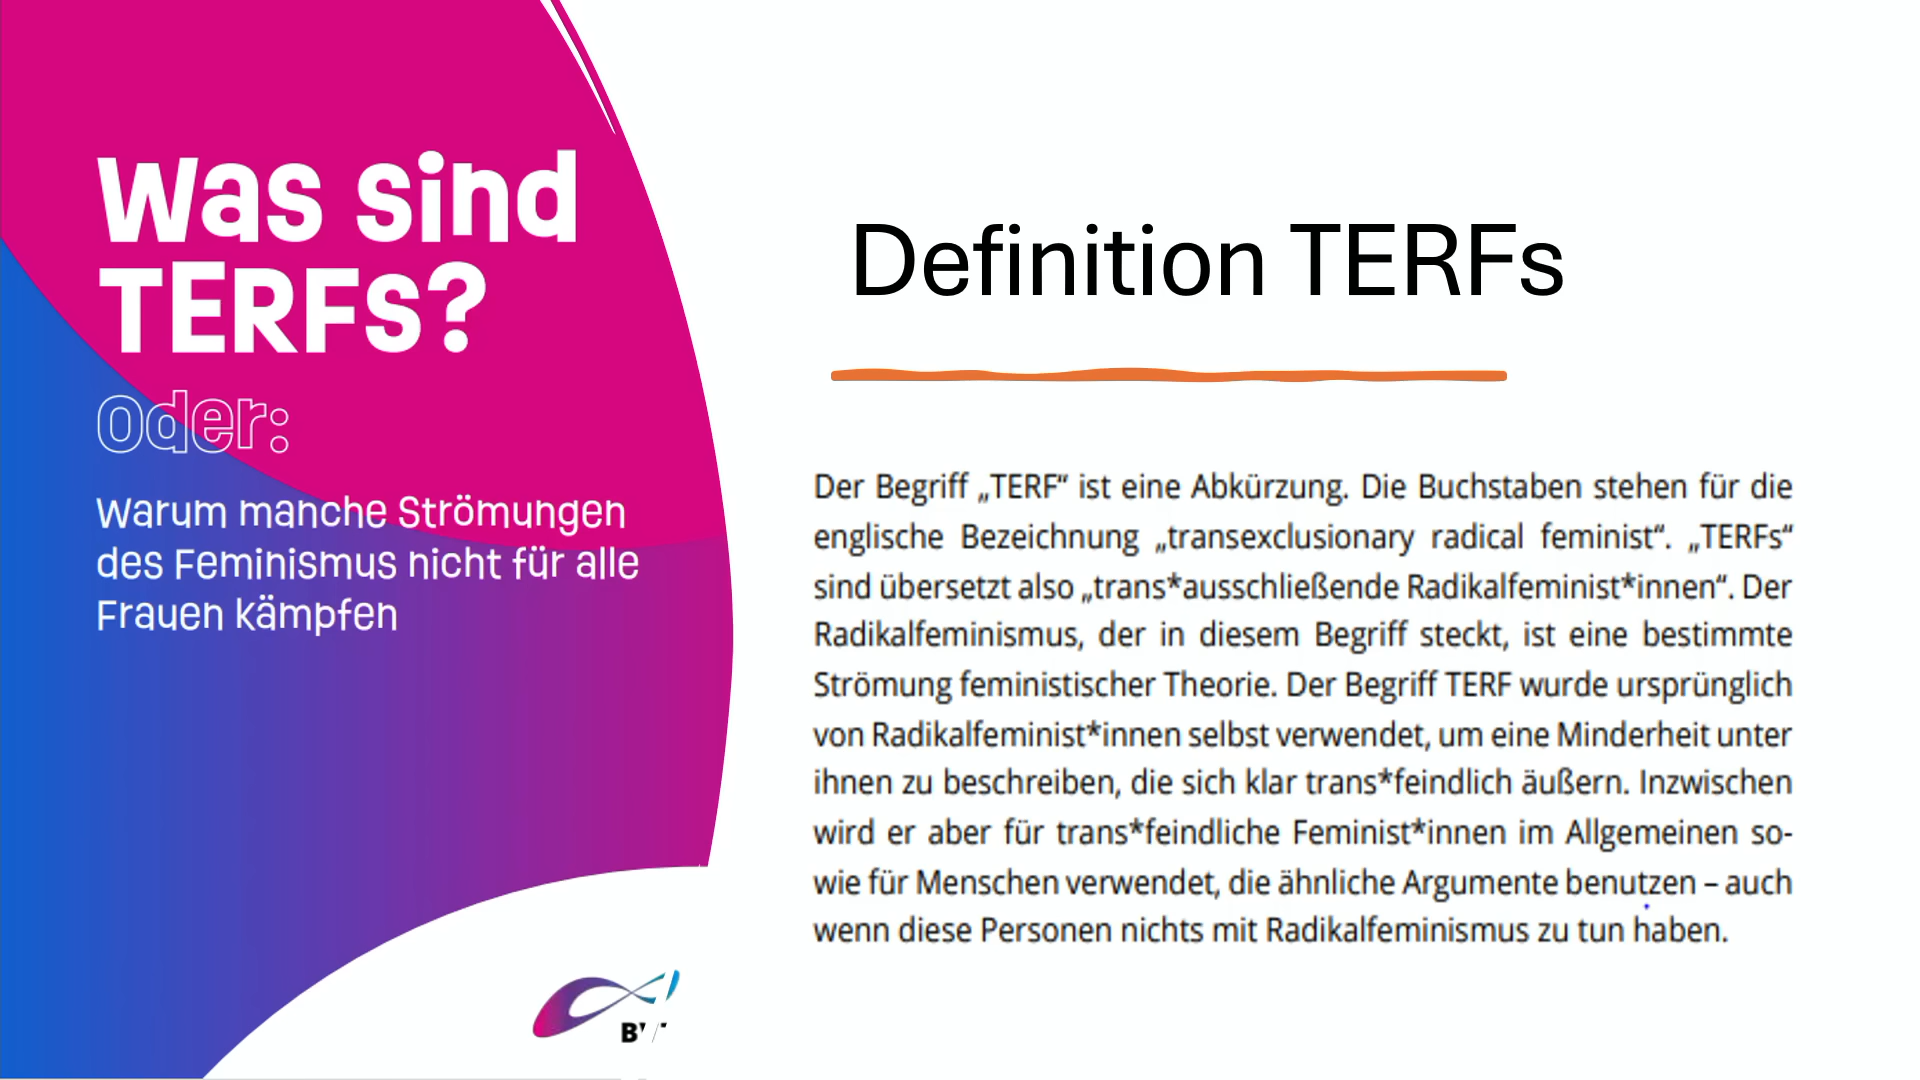 Was sind
TERFs?
Oder:
Warum manche Strömungen
des Feminismus nicht für alle
Frauen kämpfen
Definition TERFs
Der Begriff „TERF“ ist eine Abkürzung. Die Buchstaben stehen für die
englische Bezeichnung „transexclusionary radical feminist“. „TERFs“
sind übersetzt also „trans*ausschließende Radikalfeminist*innen“. Der
Radikalfeminismus, der in diesem Begriff steckt, ist eine bestimmte
Strömung feministischer Theorie. Der Begriff TERF wurde ursprünglich
von Radikalfeminist*innen selbst verwendet, um eine Minderheit unter
ihnen zu beschreiben, die sich klar trans*feindlich äußern. Inzwischen
wird er aber für trans*feindliche Feminist*innen im Allgemeinen so-
wie für Menschen verwendet, die ähnliche Argumente benutzen – auch
wenn diese Personen nichts mit Radikalfeminismus zu tun haben.